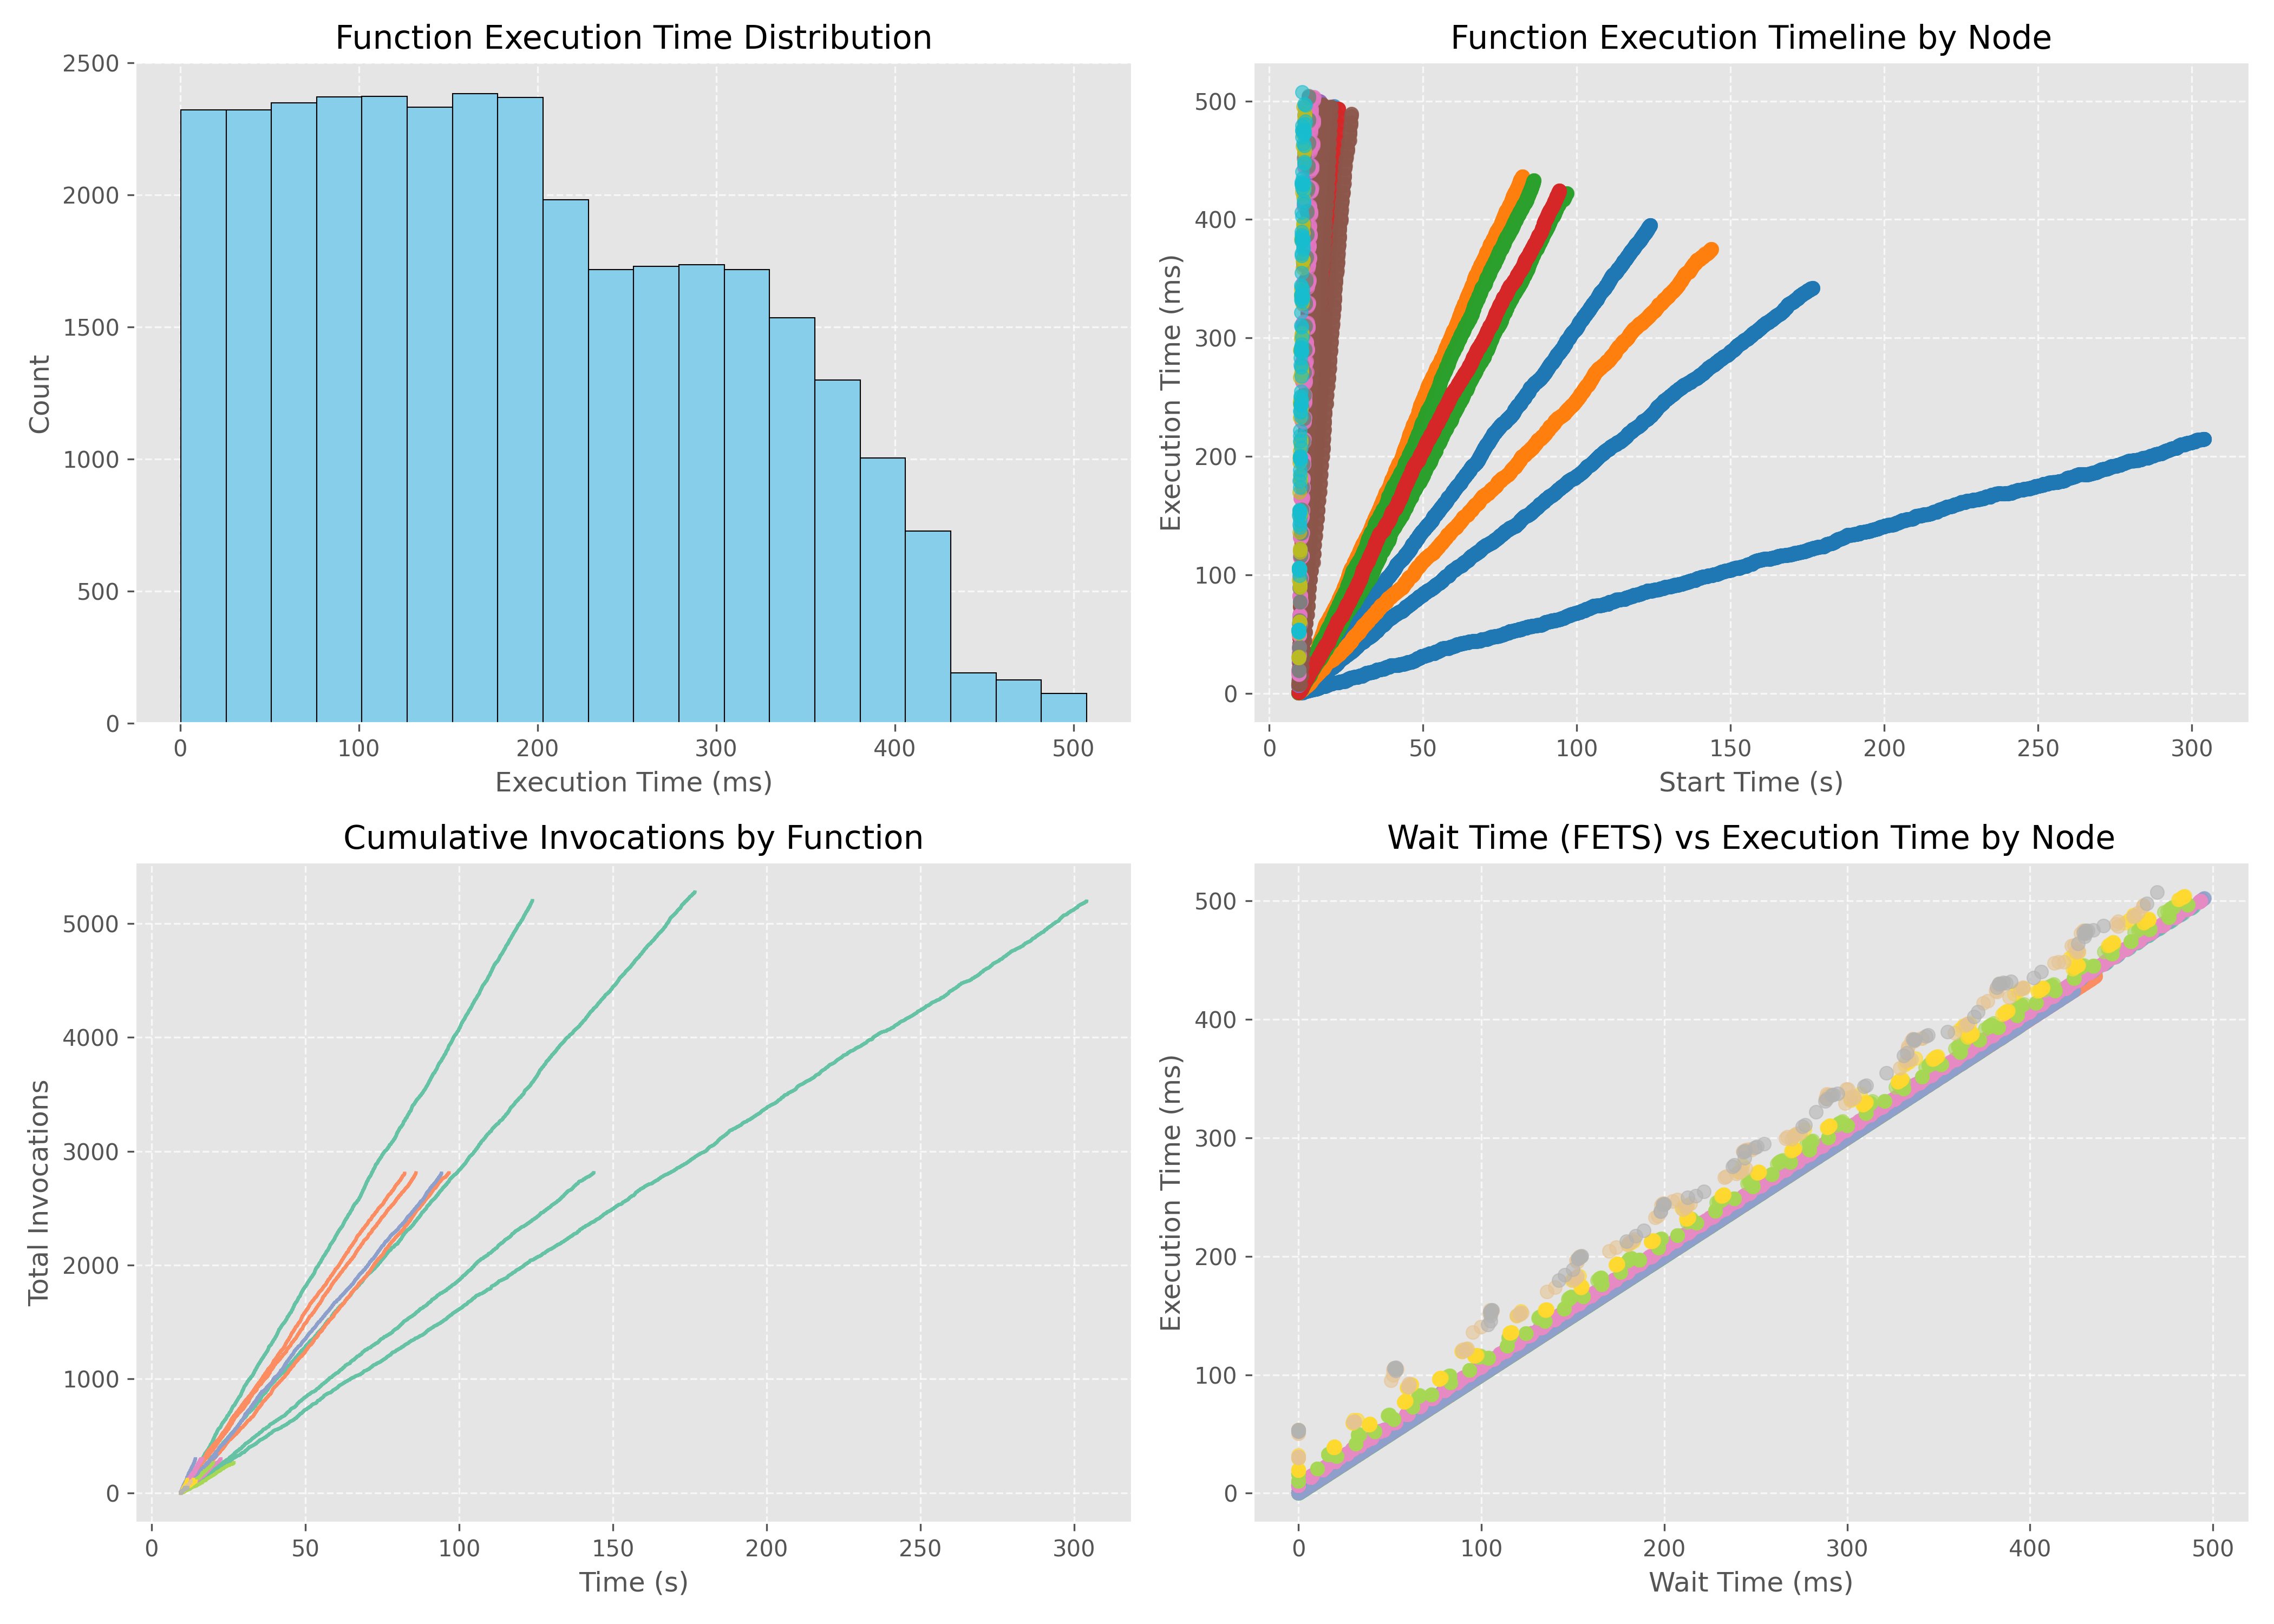 Function Execution Time Distribution
2500
2000
1500
1000
500
0
Count
0 100 200 300 400 500
Execution Time (ms)
Function Execution Timeline by Node
500
400
300
200
100
0
Execution Time (ms)
0 50 100 150 200 250 300
Start Time (s)
Cumulative Invocations by Function
5000
4000
3000
2000
1000
0
Total Invocations
0 50 100 150 200 250 300
Time (s)
Wait Time (FETS) vs Execution Time by Node
500
400
300
200
100
0
Execution Time (ms)
0 100 200 300 400 500
Wait Time (ms)